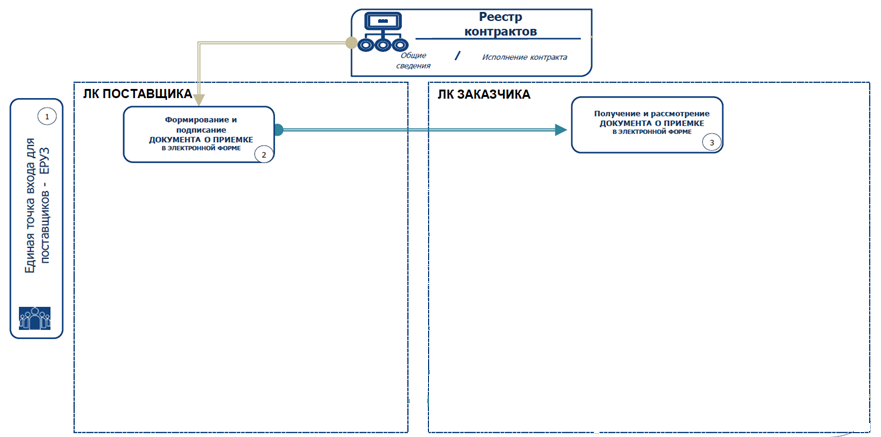 Реестр
контрактов
Общие
сведения
/
Исполнение контракта
ЛК ПОСТАВЩИКА
ЛК ЗАКАЗЧИКА
1
Единая точка входа для
поставщиков - ЕРУЗ
Формирование и
подписание
ДОКУМЕНТА О ПРИЕМКЕ
В ЭЛЕКТРОННОЙ ФОРМЕ
2
Получение и рассмотрение
ДОКУМЕНТА О ПРИЕМКЕ
В ЭЛЕКТРОННОЙ ФОРМЕ
3